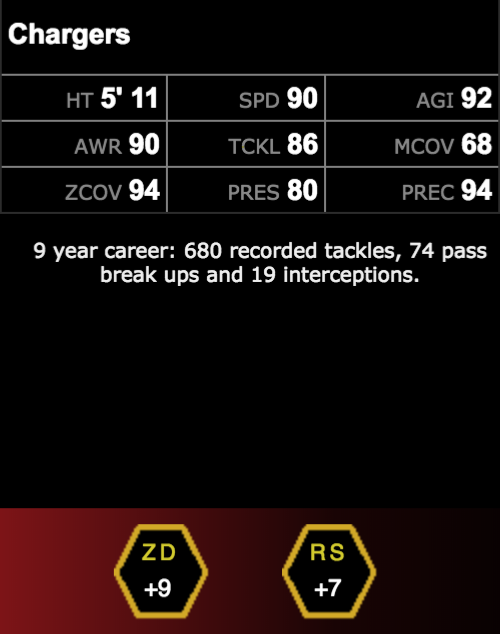 Chargers
HT 5' 11 SPD 90 AGI 92
AWR 90 TCKL 86 MCOV 68
ZCOV 94 PRES 80 PREC 94
9 year career: 680 recorded tackles, 74 pass
break ups and 19 interceptions.
ZD RS
+9 +7